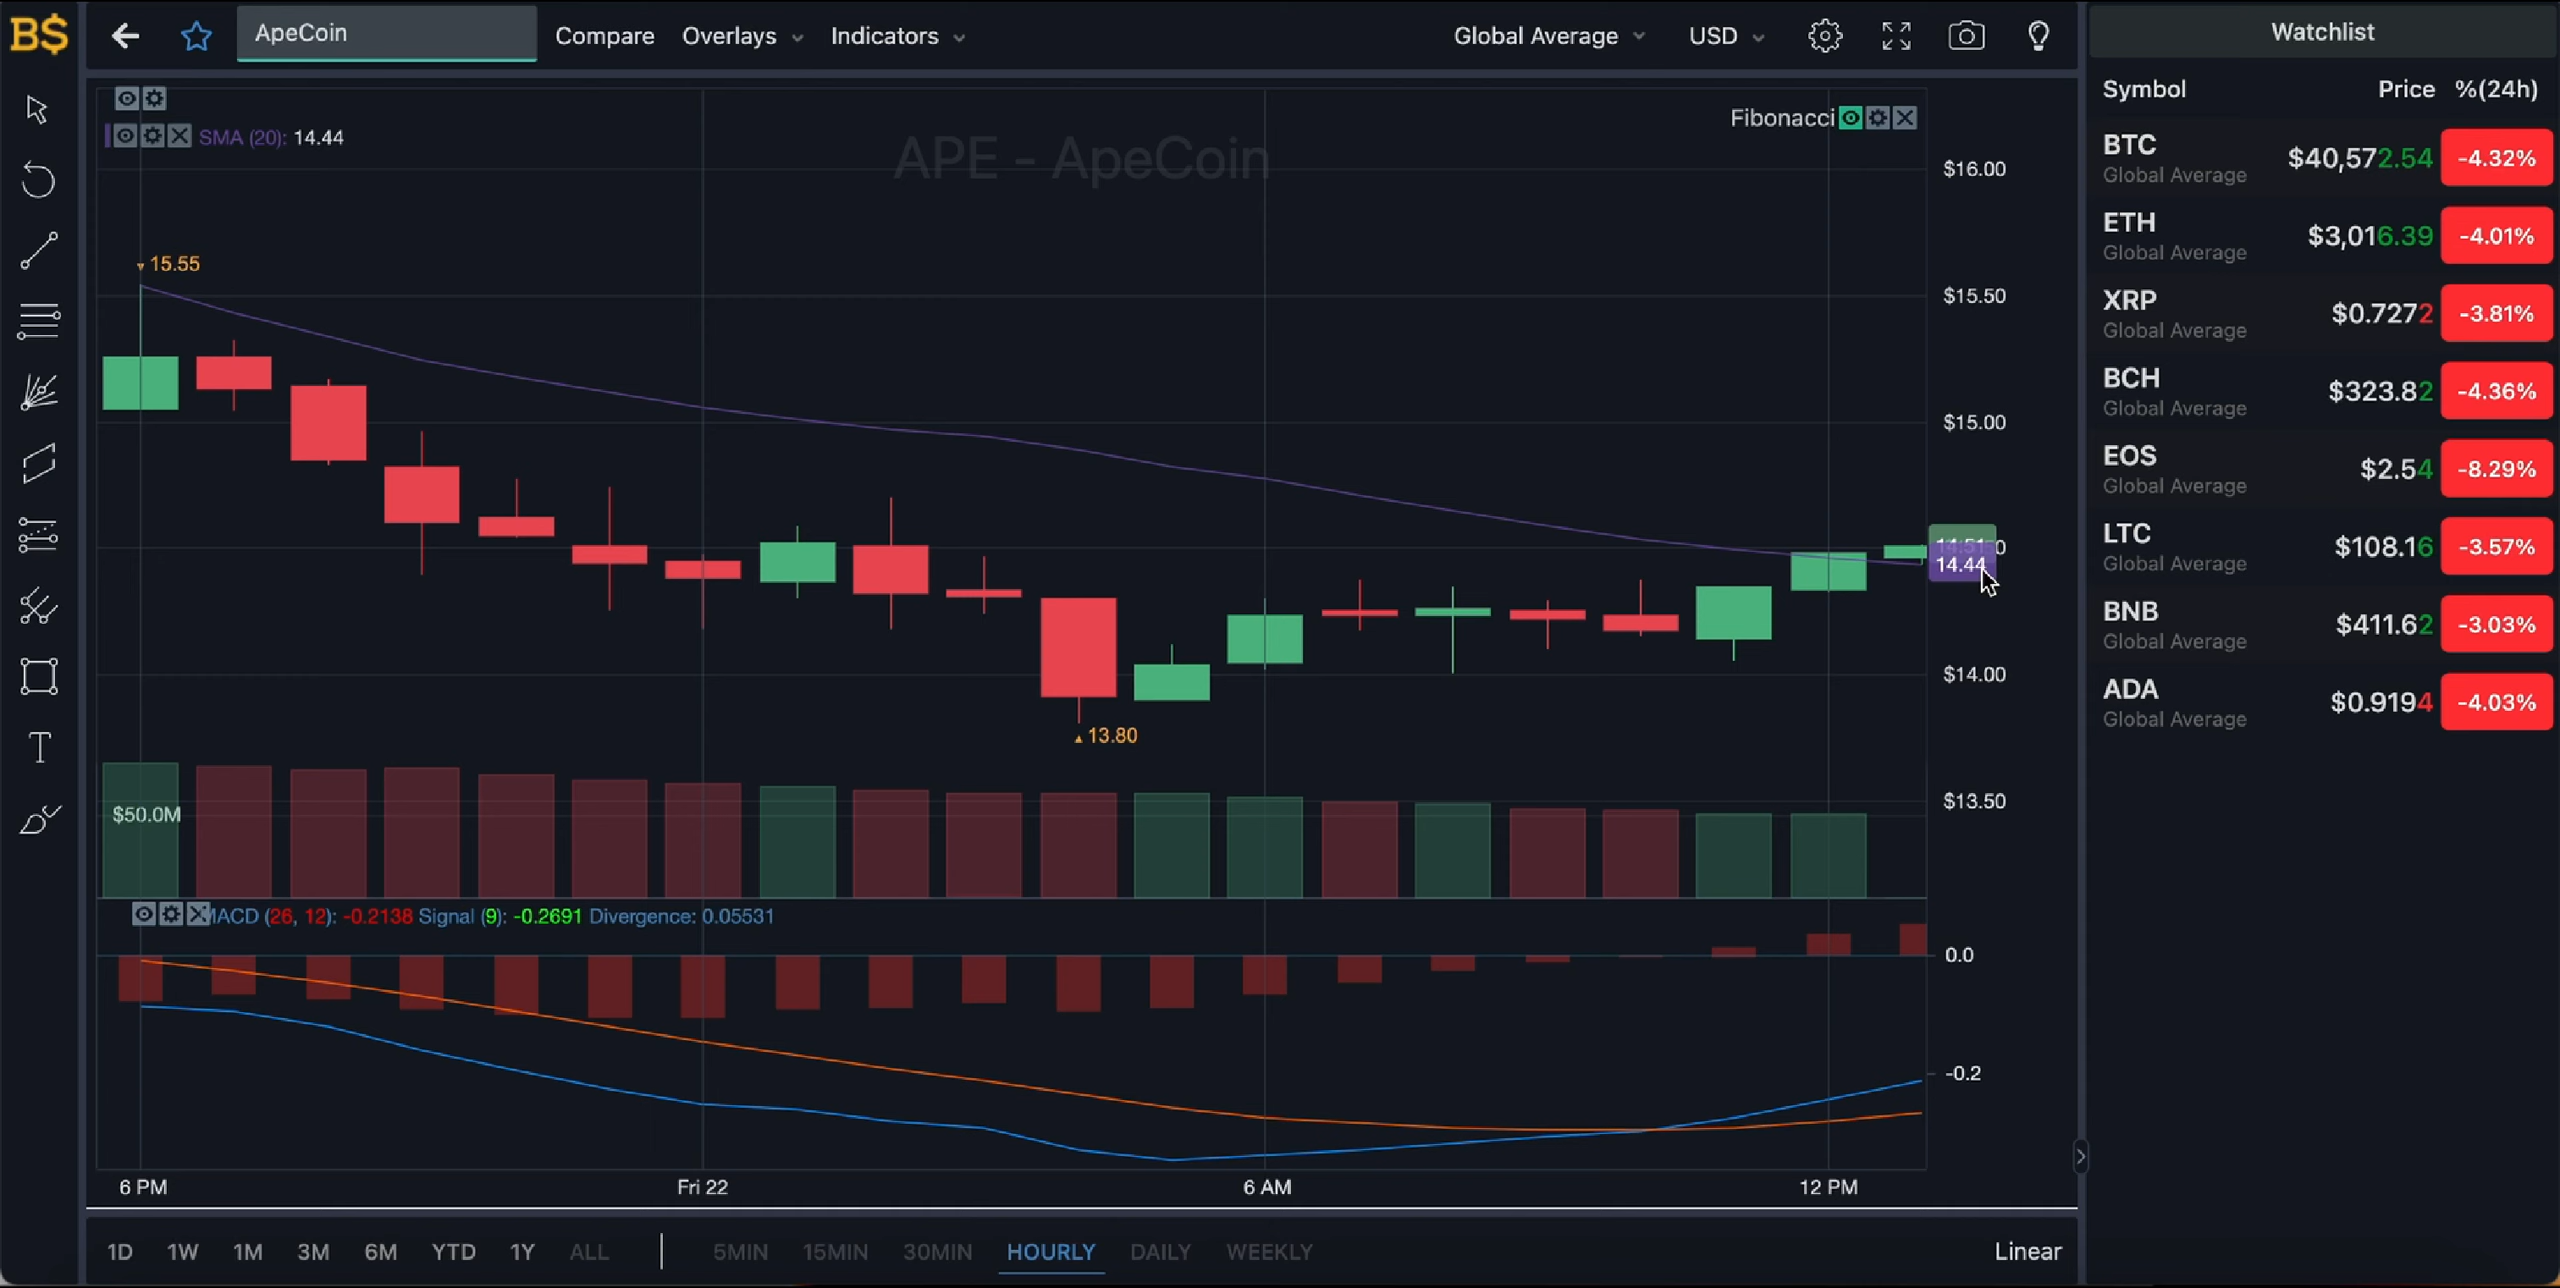 B$
ApeCoin
Compare
Overlays
Indicators
Global Average
USD
SMA (20): 14.44
APE - ApeCoin
Fibonacci
$16.00
15.55
$15.50
$15.00
14.51
14.44
$14.00
13.80
$13.50
$50.0M
MACD (26, 12): -0.2138 Signal (9): -0.2691 Divergence: 0.05531
0.0
-0.2
6 PM
Fri 22
6 AM
12 PM
1D
1W
1M
3M
6M
YTD
1Y
ALL
5MIN
15MIN
30MIN
HOURLY
DAILY
WEEKLY
Linear
Watchlist
Symbol Price %(24h)
BTC $40,572.54 -4.32%
Global Average
ETH $3,016.39 -4.01%
Global Average
XRP $0.7272 -3.81%
Global Average
BCH $323.82 -4.36%
Global Average
EOS $2.54 -8.29%
Global Average
LTC $108.16 -3.57%
Global Average
BNB $411.62 -3.03%
Global Average
ADA $0.9194 -4.03%
Global Average